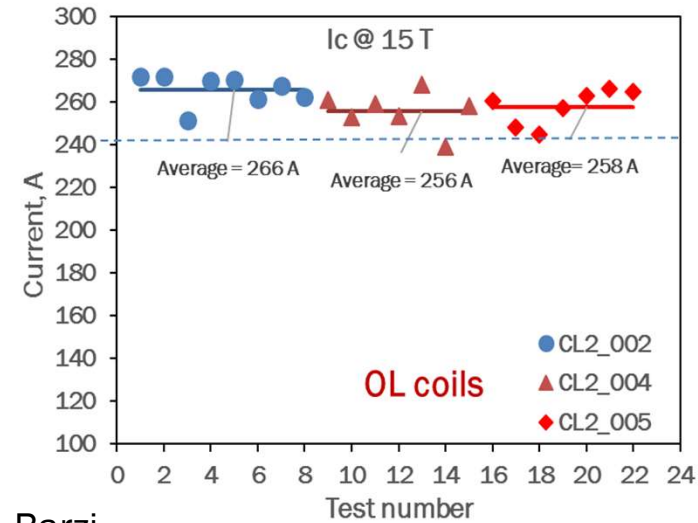 300
280
260
240
220
200
180
160
140
120
100
Current, A
Ic @ 15 T
Average = 266 A
Average = 256 A
Average= 258 A
OL coils
CL2_002
CL2_004
CL2_005
0 2 4 6 8 10 12 14 16 18 20 22 24
Test number